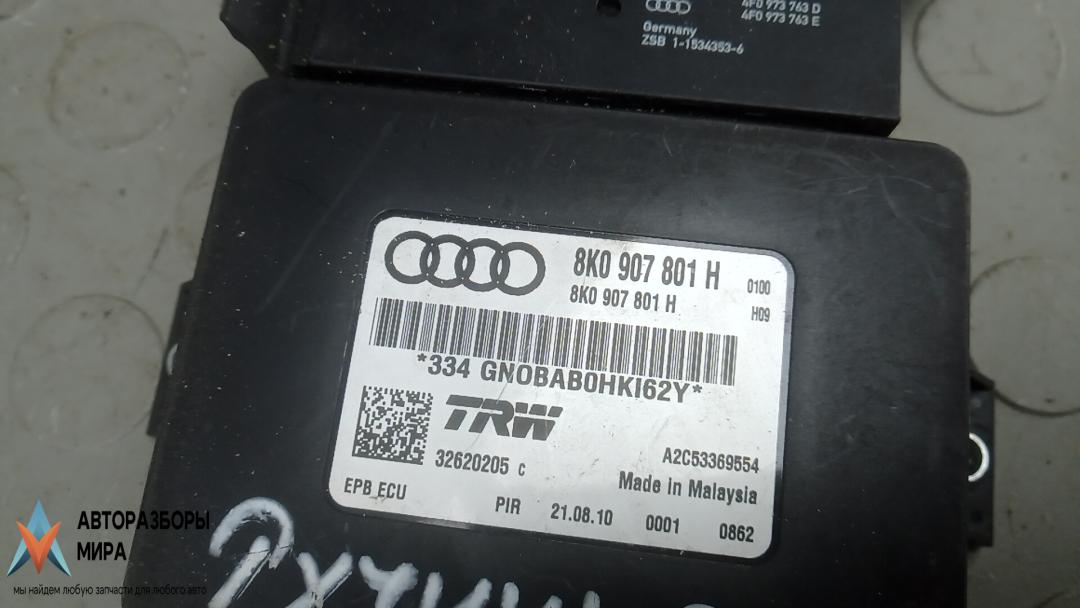 4F0 973 763 D
4F0 973 763 E
Germany
ZSB 1-1534353-6
8K0 907 801 H
0100
8K0 907 801 H
H09
*334 GNOBAB0HKI62Y*
TRW
32620205 C
A2C53369554
Made in Malaysia
EPB ECU
PIR 21.08.10 0001 0862
АВТОРАЗБОРЫ
МИРА
мы найдем любую запчасти для любого авто